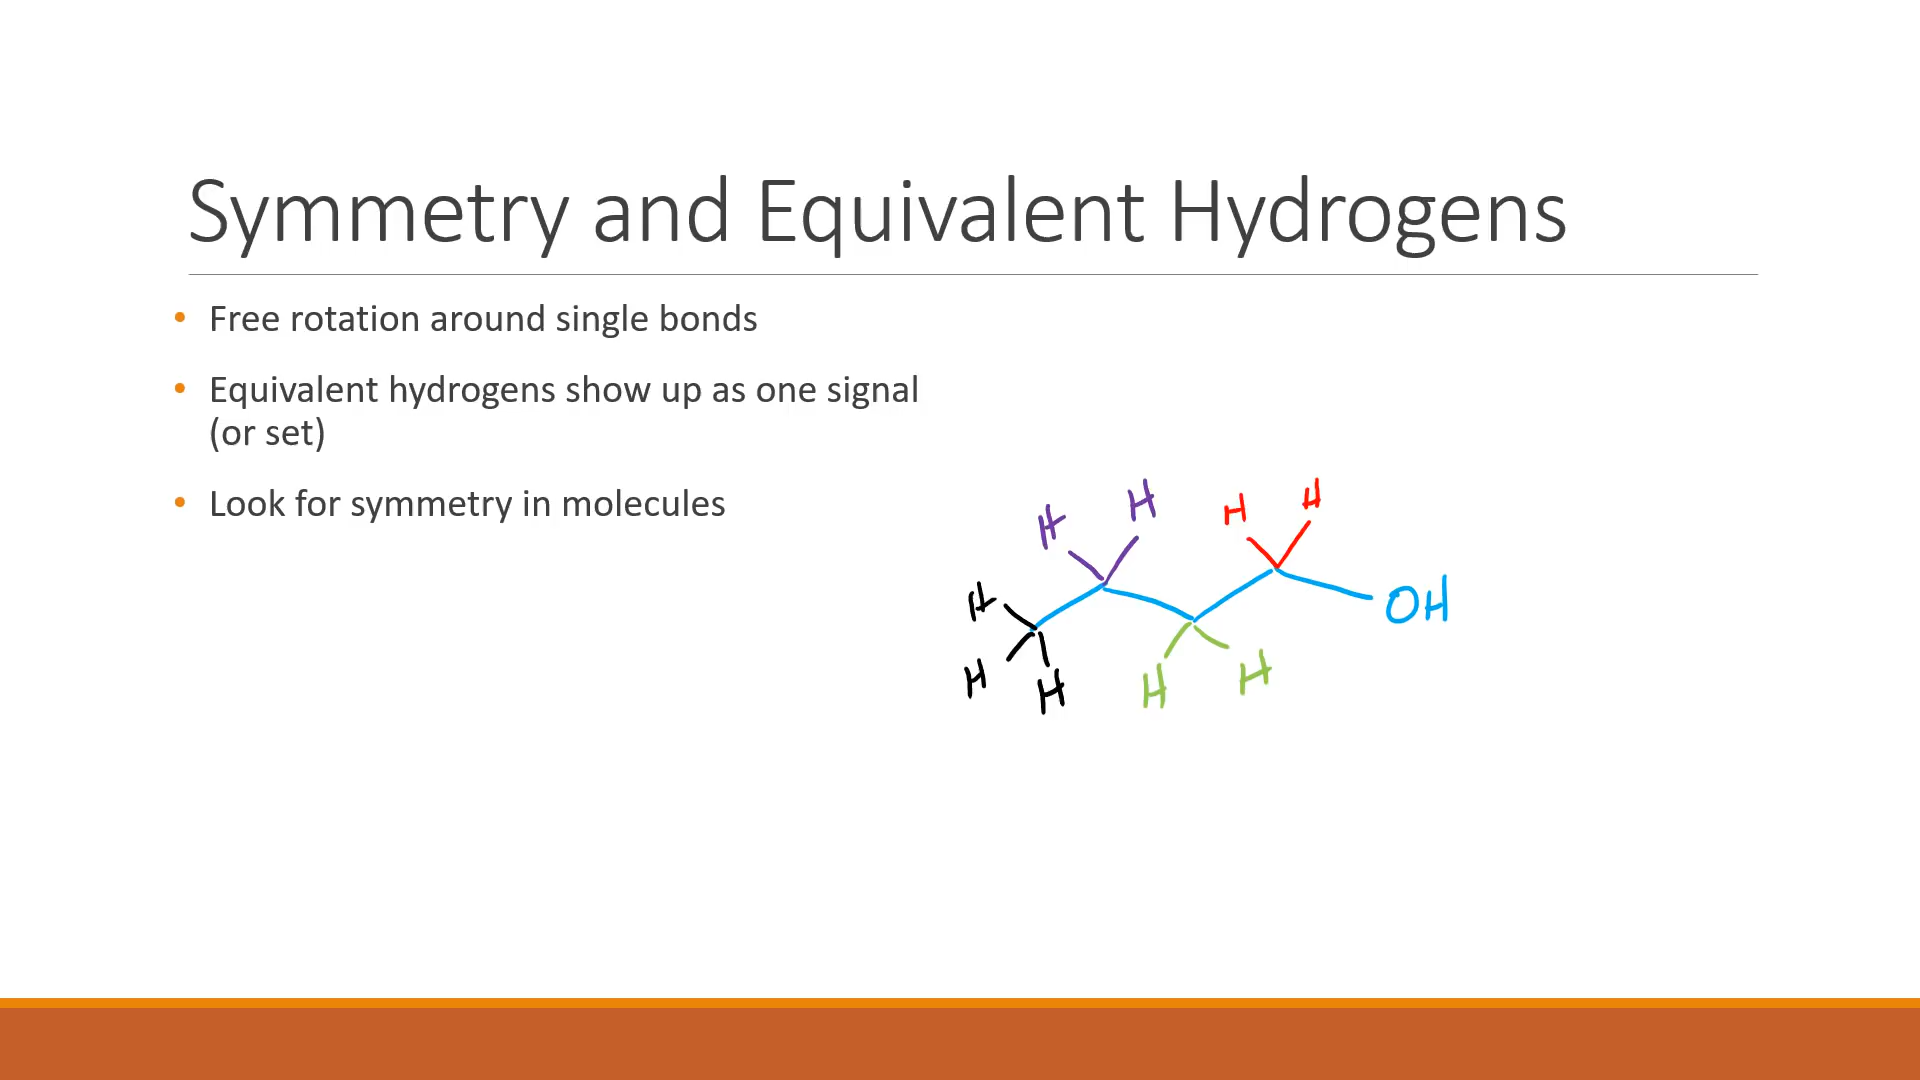 Symmetry and Equivalent Hydrogens
• Free rotation around single bonds
• Equivalent hydrogens show up as one signal
(or set)
• Look for symmetry in molecules
H H H H
H OH
H H H H